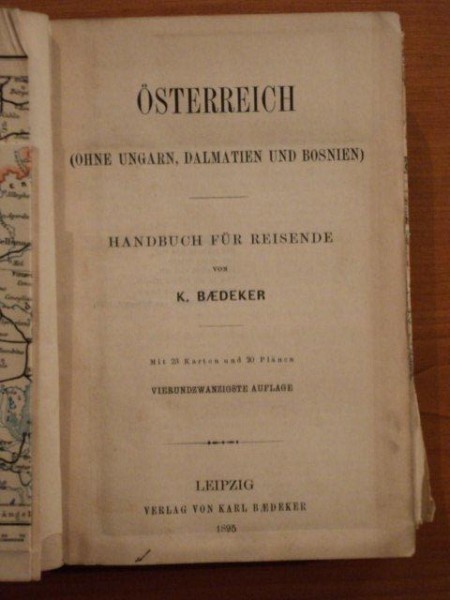 ÖSTERREICH
(OHNE UNGARN, DALMATIEN UND BOSNIEN)
HANDBUCH FÜR REISENDE
VON
K. BÆDEKER
Mit 25 Karten und 20 Plänen
VIERUNDZWANZIGSTE AUFLAGE
LEIPZIG
VERLAG VON KARL BÆDEKER
1895